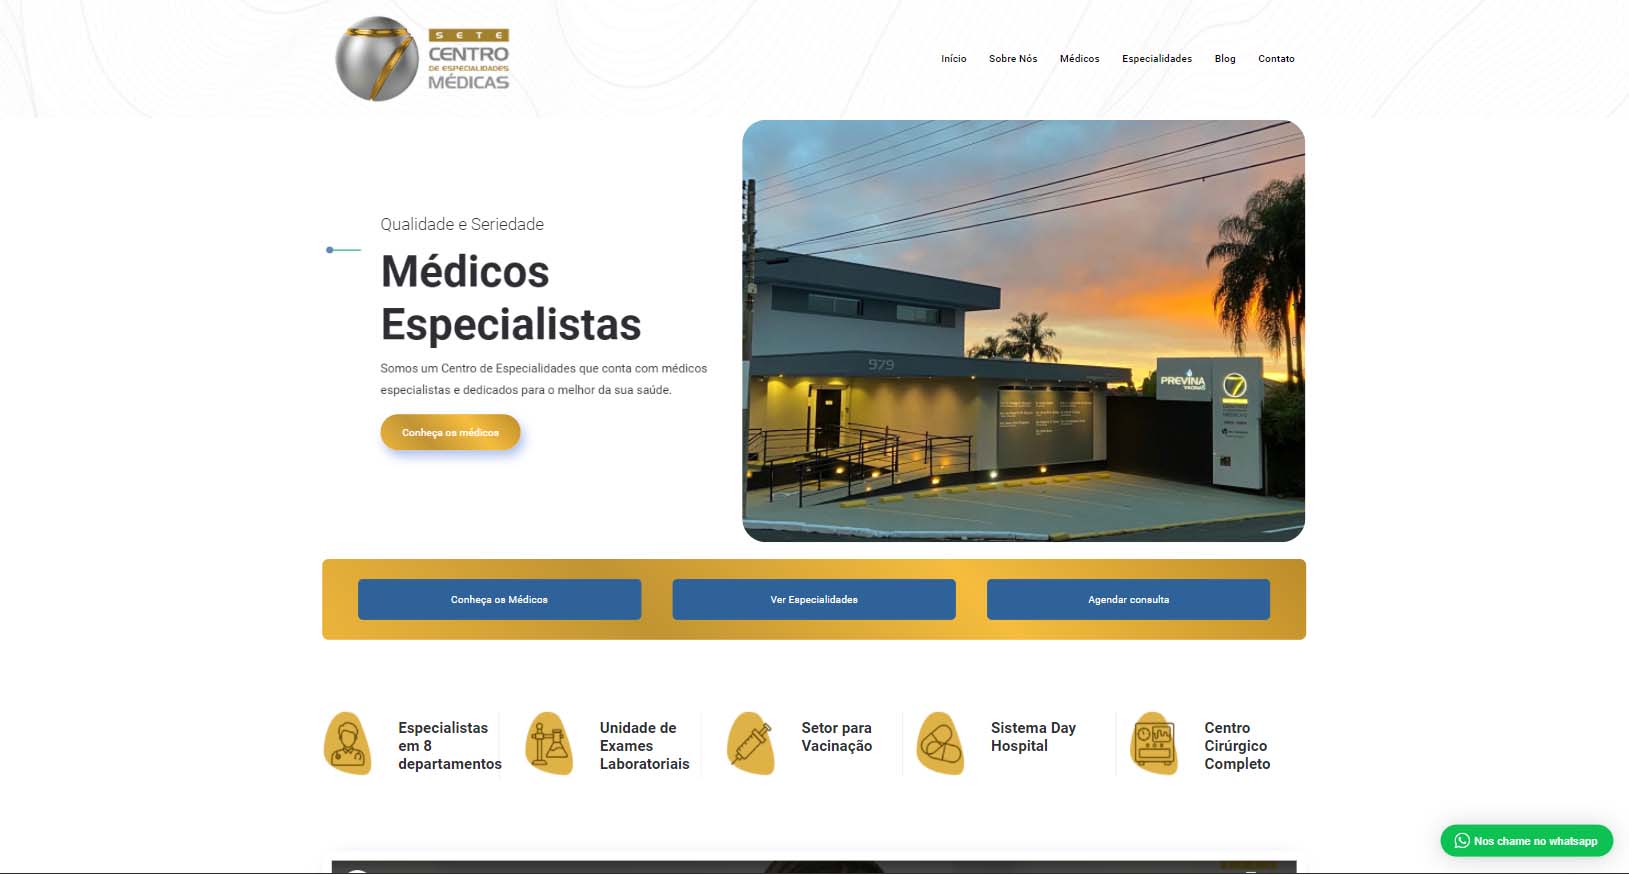 SETE
CENTRO
DE ESPECIALIDADES
MÉDICAS
Início
Sobre Nós
Médicos
Especialidades
Blog
Contato
Qualidade e Seriedade
Médicos
Especialistas
Somos um Centro de Especialidades que conta com médicos
especialistas e dedicados para o melhor da sua saúde.
Conheça os médicos
979
PREVINA
VACINAS
7
Conheça os Médicos
Ver Especialidades
Agendar consulta
Especialistas
em 8
departamentos
Unidade de
Exames
Laboratoriais
Setor para
Vacinação
Sistema Day
Hospital
Centro
Cirúrgico
Completo
Nos chame no whatsapp